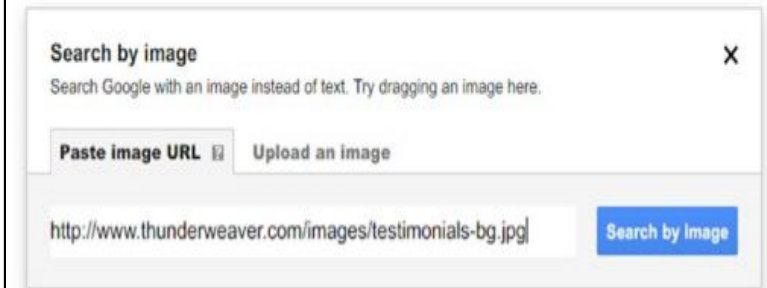 Search by image
X
Search Google with an image instead of text. Try dragging an image here.
Paste image URL
Upload an image
http://www.thunderweaver.com/images/testimonials-bg.jpg
Search by image